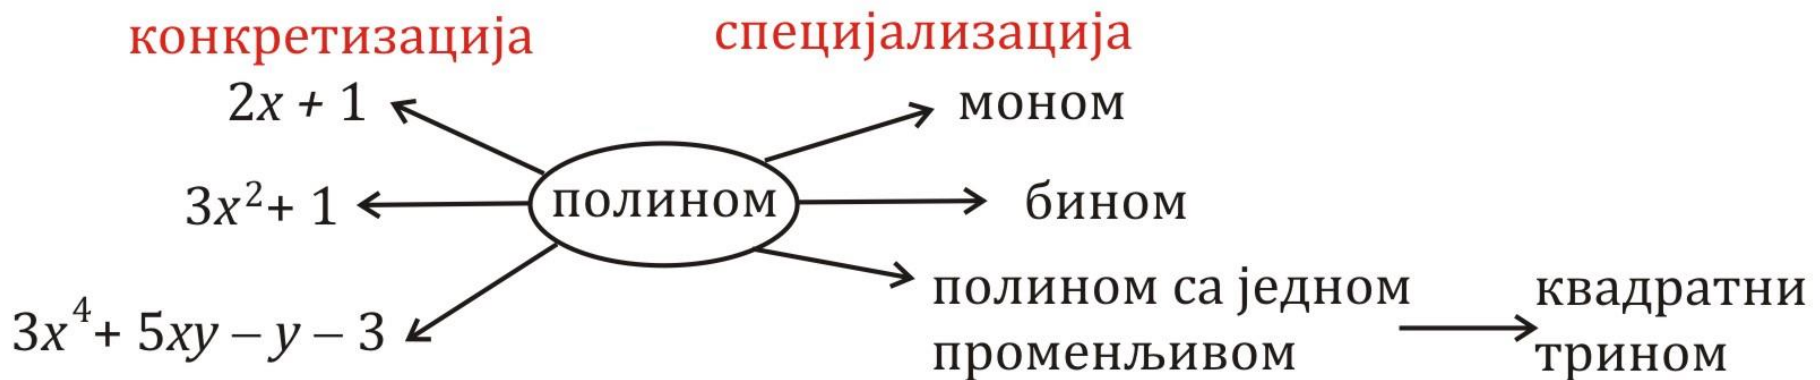 конкретизација специјализација
2x + 1 моном
3x² + 1 полином бином
полином са једном квадратни
3x⁴ + 5xy – y – 3
променљивом трином